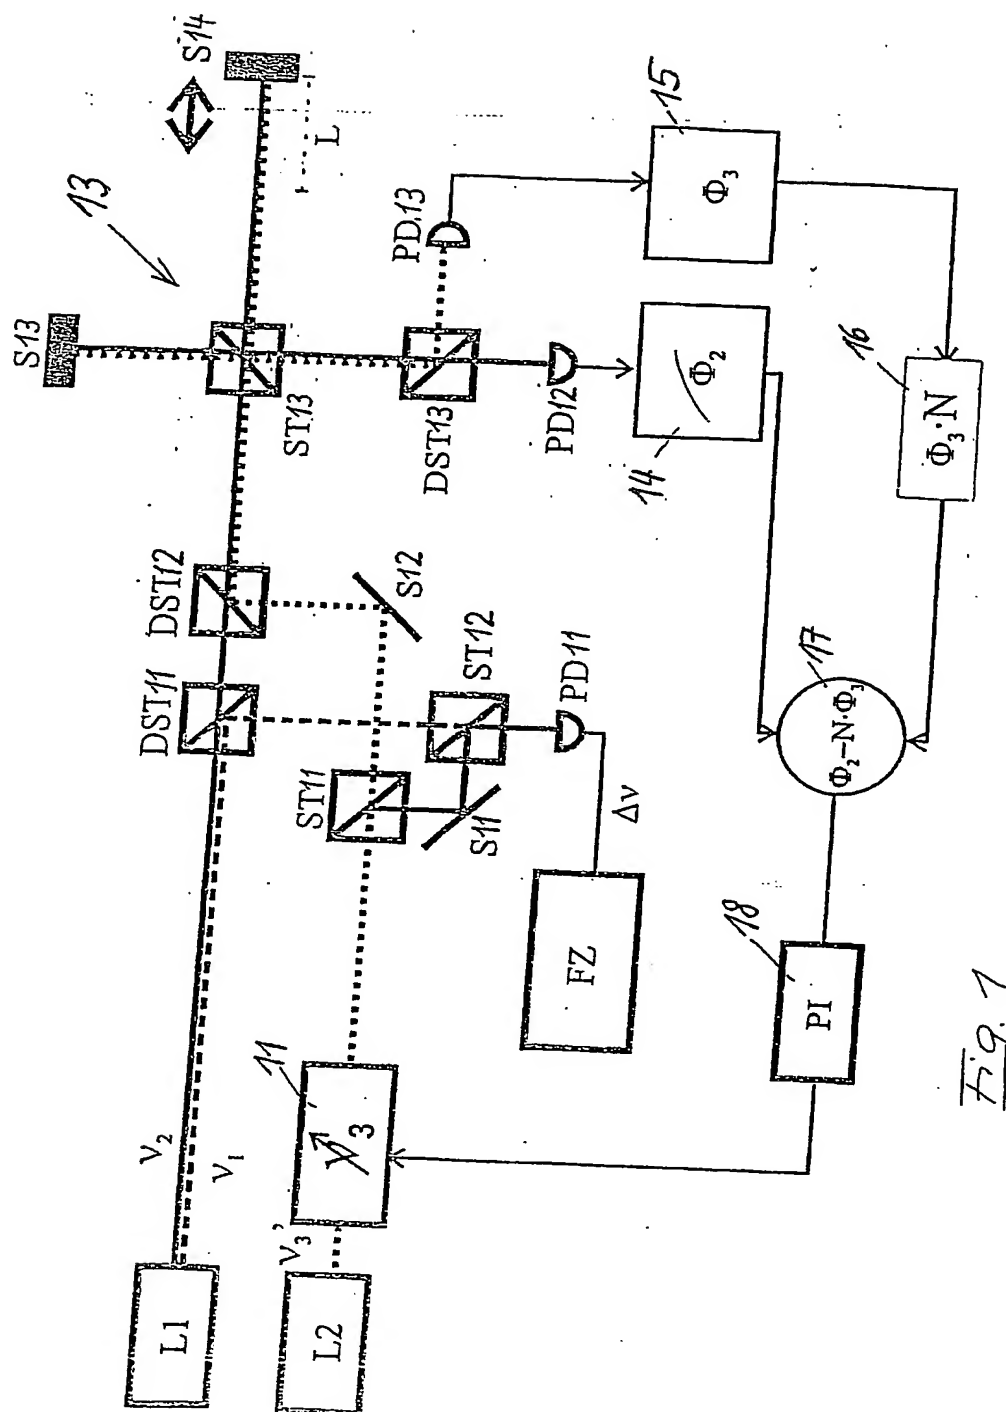 L1
ν₂
ν₁
L2
ν₃'
11
ν₃
DST11
DST12
ST11
S11
S12
ST12
PD11
Δν
FZ
13
S13
S14
L
ST13
DST13
PD13
PD12
14
Φ₂
15
Φ₃
16
Φ₃·N
17
Φ₂−N·Φ₃
18
PI
Fig. 1